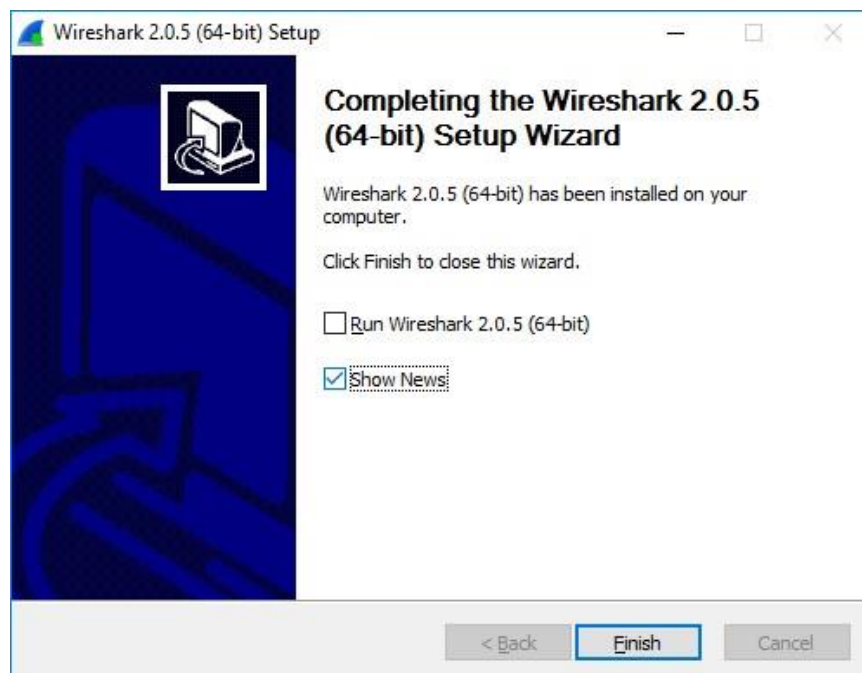 Wireshark 2.0.5 (64-bit) Setup
Completing the Wireshark 2.0.5
(64-bit) Setup Wizard
Wireshark 2.0.5 (64-bit) has been installed on your
computer.
Click Finish to close this wizard.
Run Wireshark 2.0.5 (64-bit)
Show News
< Back Finish Cancel